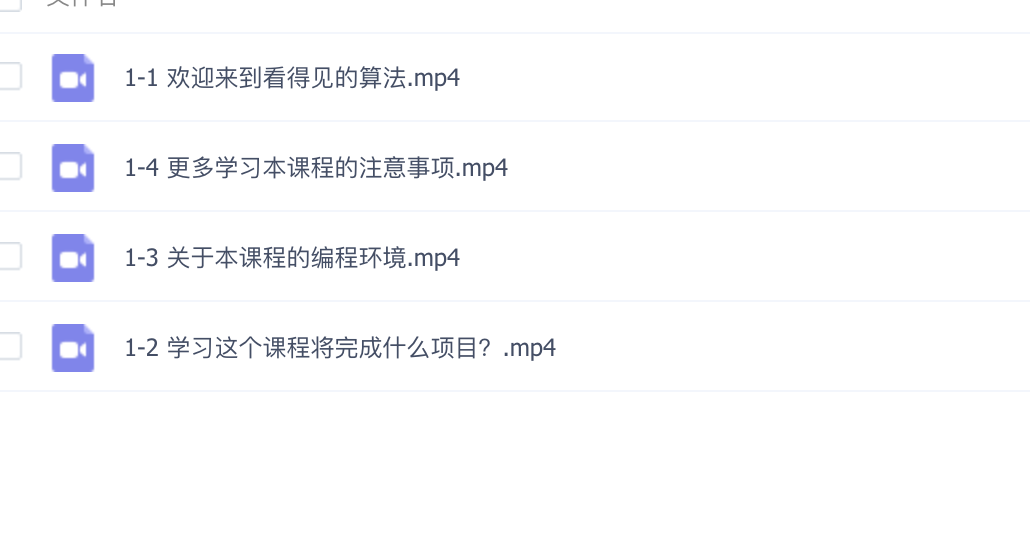 文件名
1-1 欢迎来到看得见的算法.mp4
1-4 更多学习本课程的注意事项.mp4
1-3 关于本课程的编程环境.mp4
1-2 学习这个课程将完成什么项目？.mp4